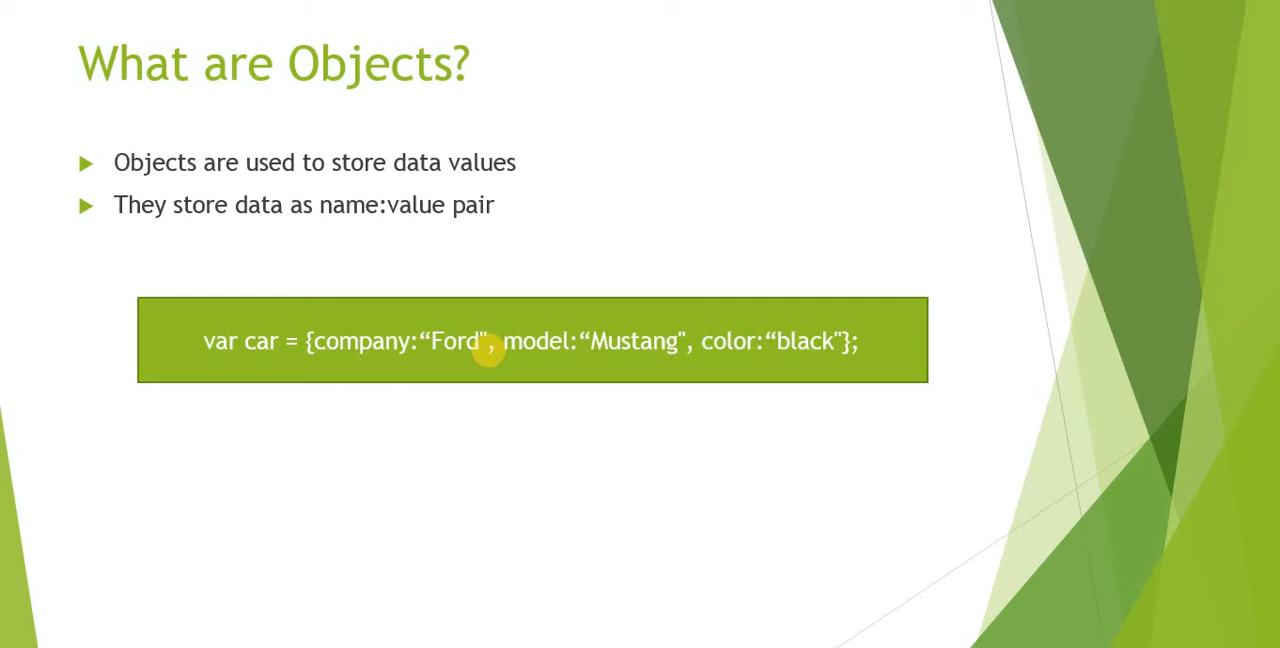 What are Objects?
Objects are used to store data values
They store data as name:value pair
var car = {company:“Ford", model:“Mustang", color:“black"};